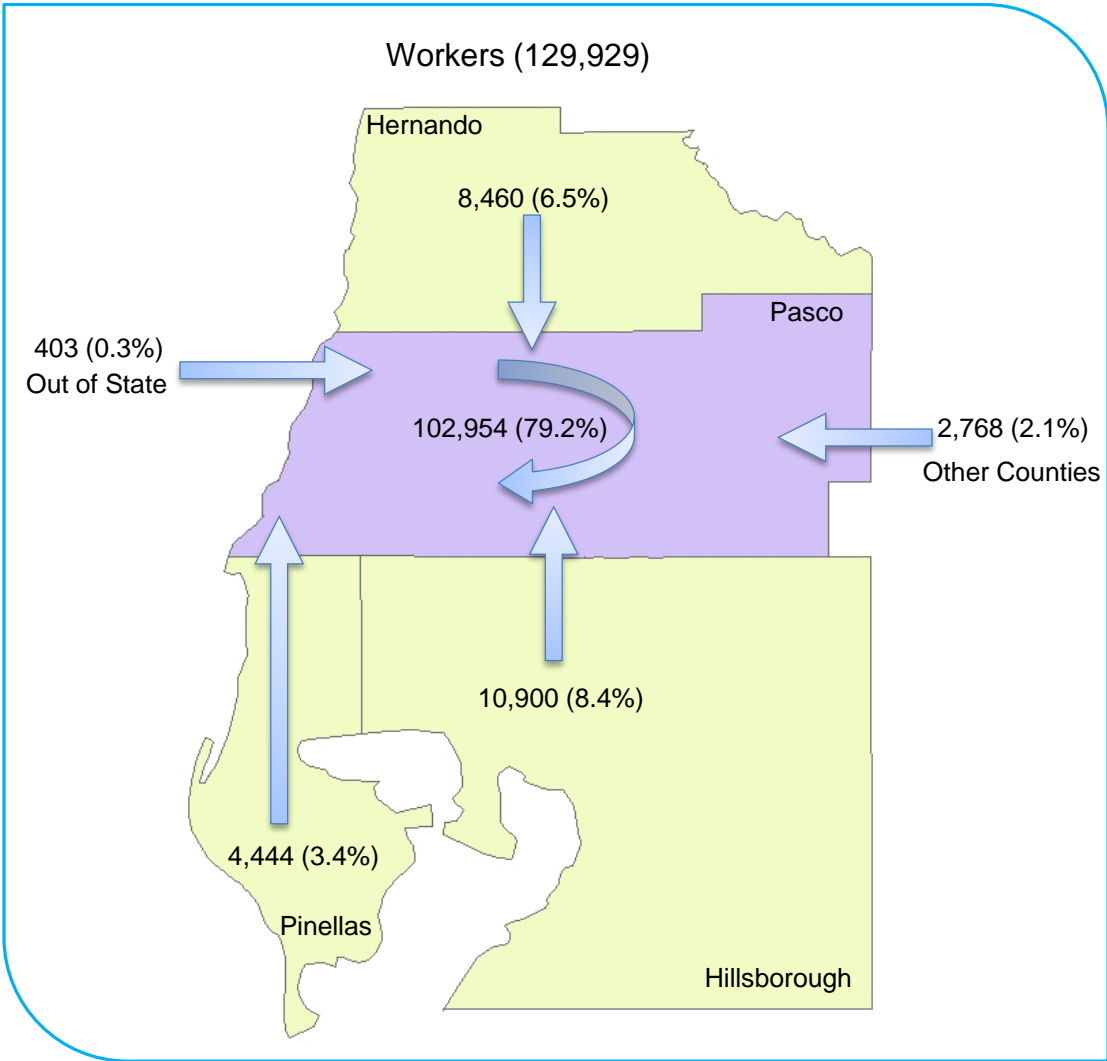 Workers (129,929)
Hernando
8,460 (6.5%)
Pasco
403 (0.3%)
Out of State
102,954 (79.2%)
2,768 (2.1%)
Other Counties
10,900 (8.4%)
4,444 (3.4%)
Pinellas
Hillsborough